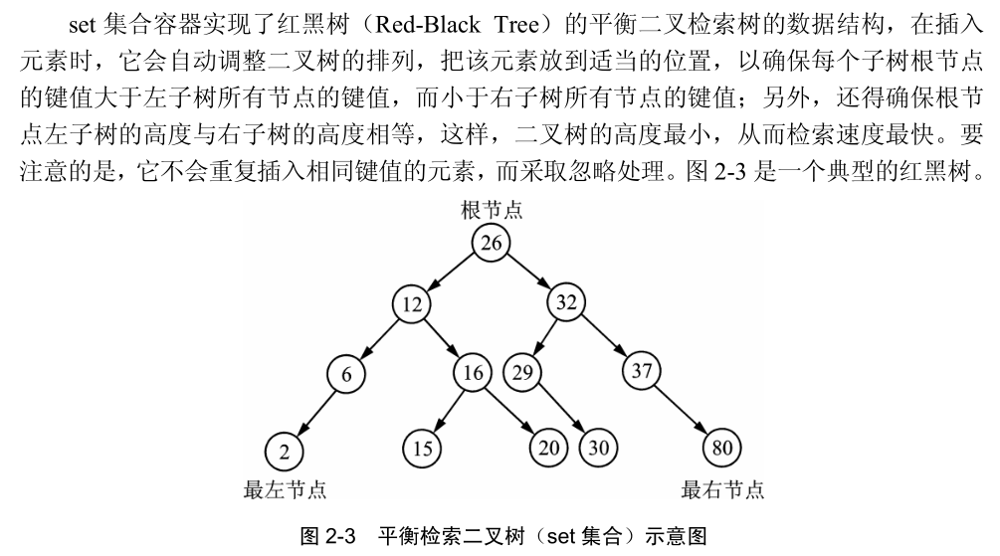 set 集合容器实现了红黑树（Red-Black Tree）的平衡二叉检索树的数据结构，在插入
元素时，它会自动调整二叉树的排列，把该元素放到适当的位置，以确保每个子树根节点
的键值大于左子树所有节点的键值，而小于右子树所有节点的键值；另外，还得确保根节
点左子树的高度与右子树的高度相等，这样，二叉树的高度最小，从而检索速度最快。要
注意的是，它不会重复插入相同键值的元素，而采取忽略处理。图 2-3 是一个典型的红黑树。
根节点
26
12 32
6 16 29 37
2 15 20 30 80
最左节点 最右节点
图 2-3 平衡检索二叉树（set 集合）示意图